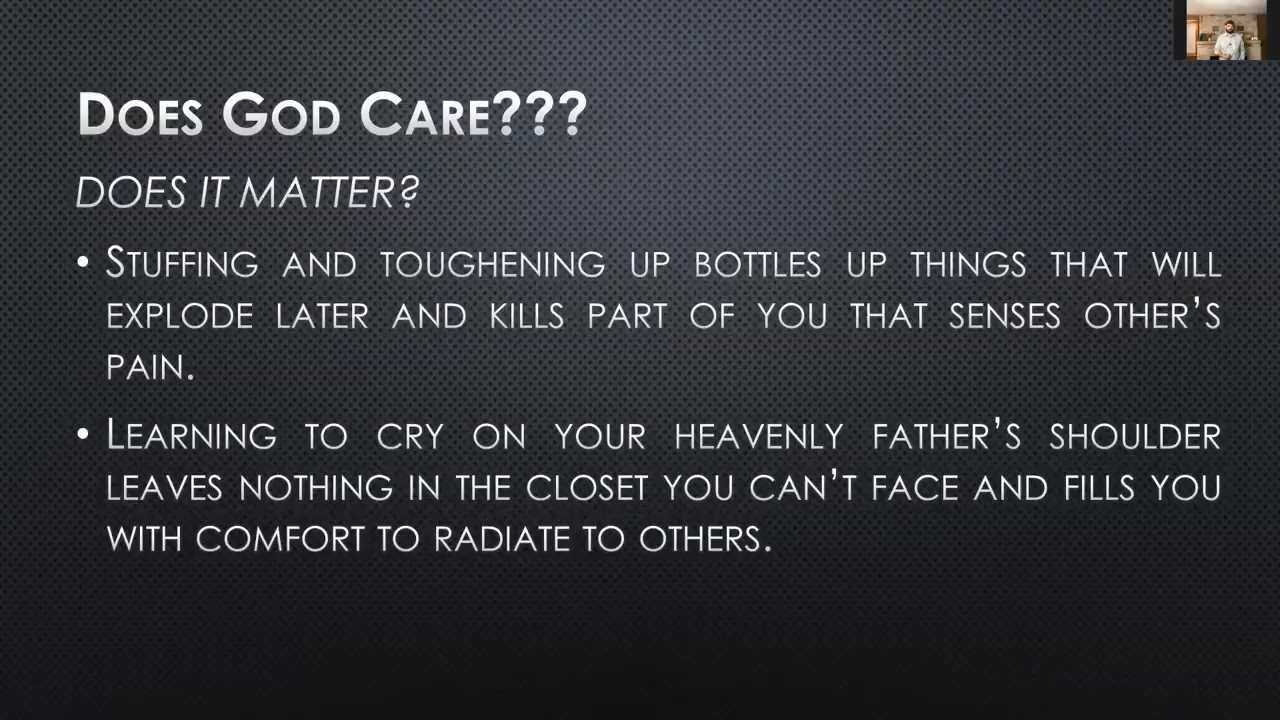 Does God Care???
DOES IT MATTER?
• Stuffing and toughening up bottles up things that will
explode later and kills part of you that senses other’s
pain.
• Learning to cry on your heavenly Father’s shoulder
leaves nothing in the closet you can’t face and fills you
with comfort to radiate to others.